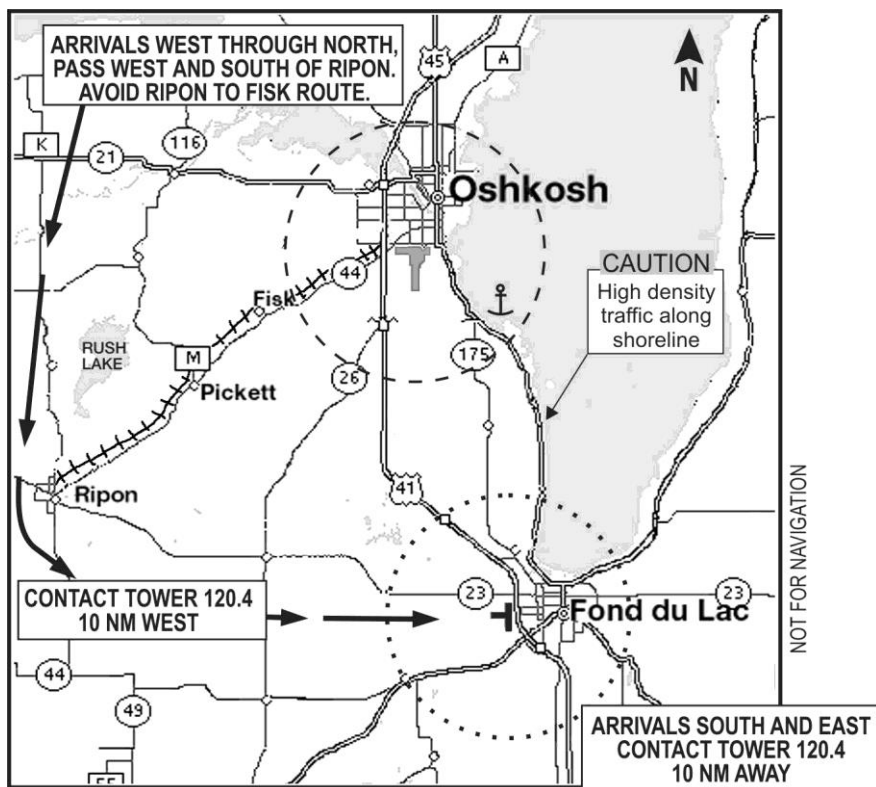 ARRIVALS WEST THROUGH NORTH,
PASS WEST AND SOUTH OF RIPON.
AVOID RIPON TO FISK ROUTE.
45
A
N
K
116
21
Oshkosh
44
CAUTION
High density
traffic along
shoreline
Fisk
RUSH
LAKE
M
Pickett
26
175
41
Ripon
NOT FOR NAVIGATION
CONTACT TOWER 120.4
10 NM WEST
23
23
Fond du Lac
44
49
ARRIVALS SOUTH AND EAST
CONTACT TOWER 120.4
10 NM AWAY